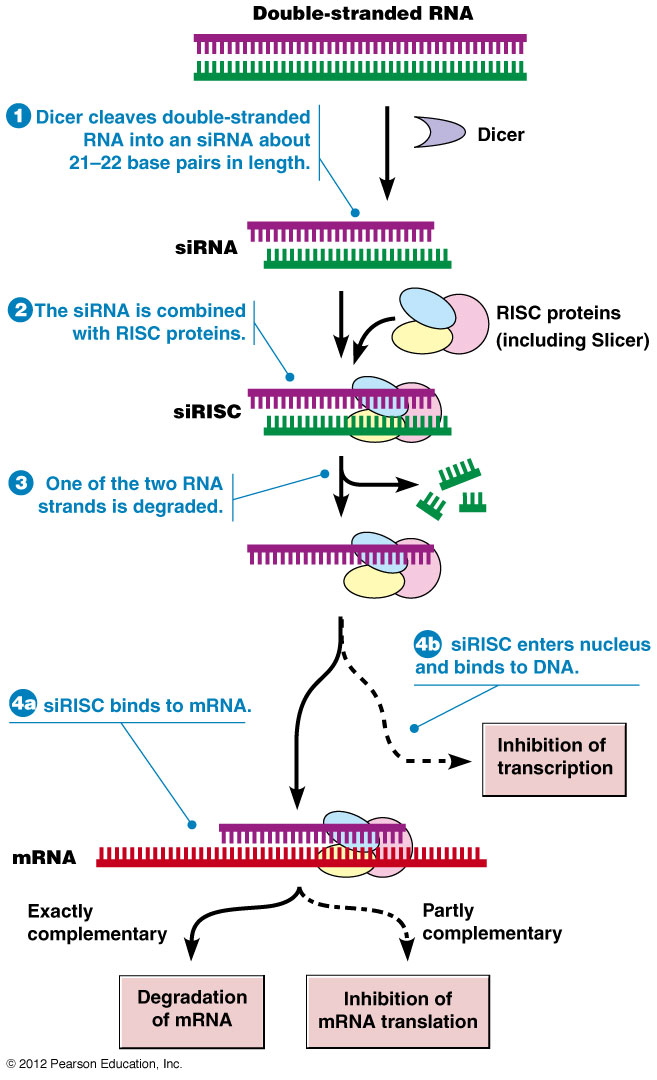 Double-stranded RNA
1 Dicer cleaves double-stranded
RNA into an siRNA about
21–22 base pairs in length.
Dicer
siRNA
2 The siRNA is combined
with RISC proteins.
RISC proteins
(including Slicer)
siRISC
3 One of the two RNA
strands is degraded.
4b siRISC enters nucleus
and binds to DNA.
4a siRISC binds to mRNA.
Inhibition of
transcription
mRNA
Exactly
complementary
Partly
complementary
Degradation
of mRNA
Inhibition of
mRNA translation
© 2012 Pearson Education, Inc.